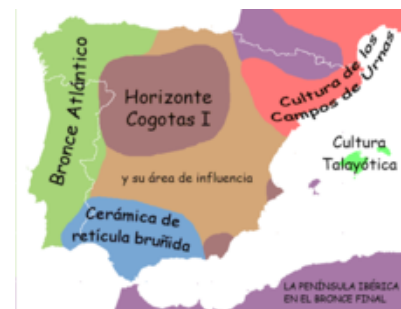 Bronce Atlántico
Horizonte
Cogotas I
Cultura de los
Campos de Urnas
Cultura
Talayótica
y su área de influencia
Cerámica de
retícula bruñida
LA PENÍNSULA IBÉRICA
EN EL BRONCE FINAL